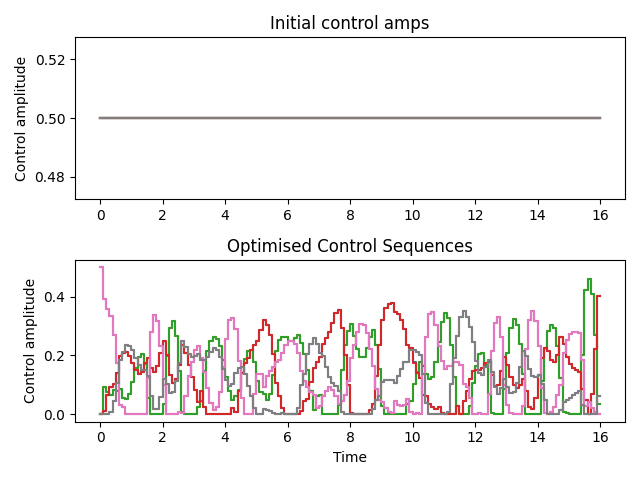 Initial control amps
Control amplitude
0.52
0.50
0.48
0 2 4 6 8 10 12 14 16
Optimised Control Sequences
Control amplitude
0.4
0.2
0.0
0 2 4 6 8 10 12 14 16
Time